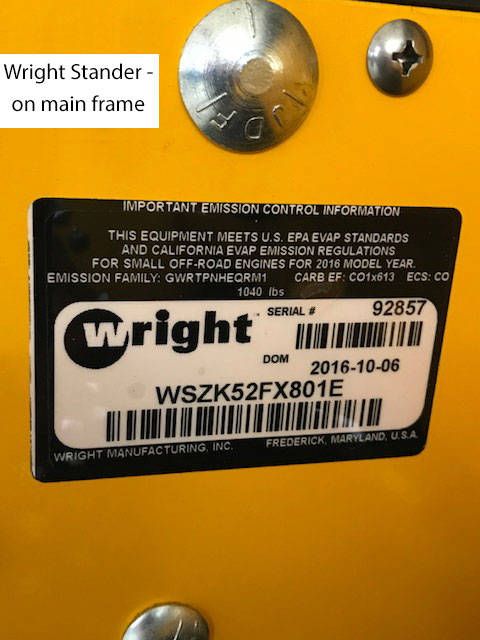 Wright Stander -
on main frame
IMPORTANT EMISSION CONTROL INFORMATION
THIS EQUIPMENT MEETS U.S. EPA EVAP STANDARDS
AND CALIFORNIA EVAP EMISSION REGULATIONS
FOR SMALL OFF-ROAD ENGINES FOR 2016 MODEL YEAR.
EMISSION FAMILY: GWRTPNHEQRM1 CARB EF: CO1x613 ECS: CO
1040 lbs
wright SERIAL # 92857
DOM 2016-10-06
WSZK52FX801E
WRIGHT MANUFACTURING, INC. FREDERICK, MARYLAND, U.S.A.